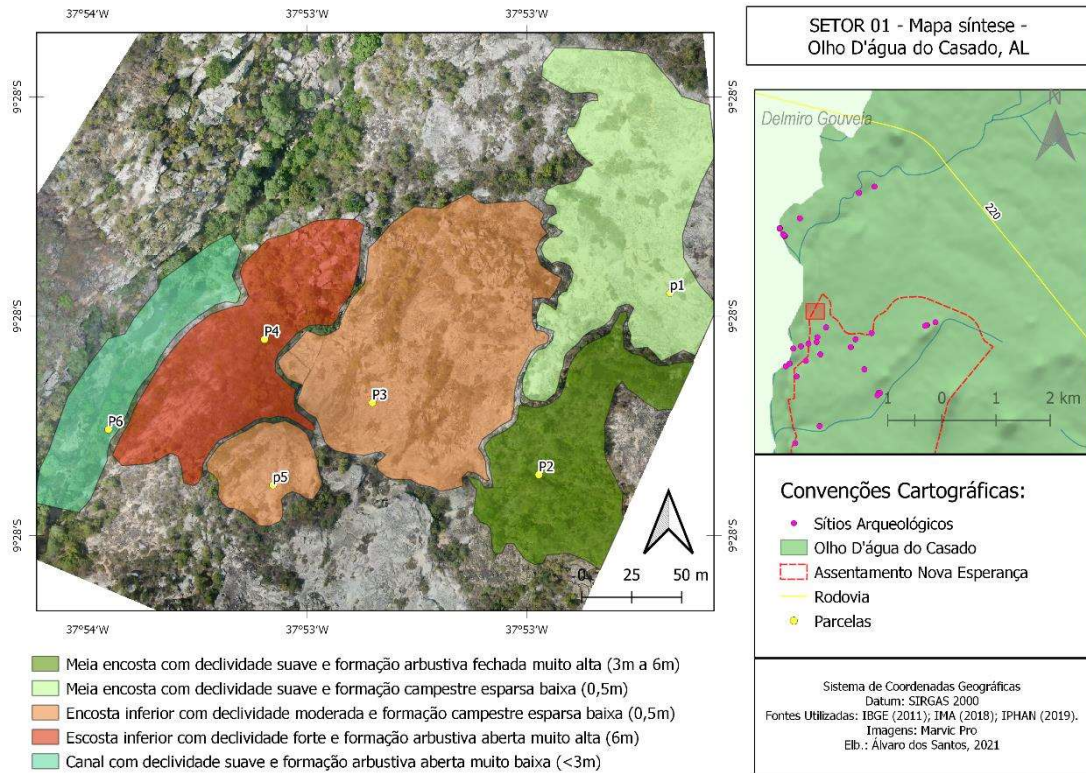 SETOR 01 - Mapa síntese -
Olho D'água do Casado, AL
37°54'W 37°53'W 37°53'W
9°28'S 9°28'S
9°28'S 9°28'S
9°28'S 9°28'S
p1
P4
P3
P6
p5
P2
0 25 50 m
37°54'W 37°53'W 37°53'W
Delmiro Gouveia
N
220
1 0 1 2 km
Meia encosta com declividade suave e formação arbustiva fechada muito alta (3m a 6m)
Meia encosta com declividade suave e formação campestre esparsa baixa (0,5m)
Encosta inferior com declividade moderada e formação campestre esparsa baixa (0,5m)
Escosta inferior com declividade forte e formação arbustiva aberta muito alta (6m)
Canal com declividade suave e formação arbustiva aberta muito baixa (<3m)
Convenções Cartográficas:
Sítios Arqueológicos
Olho D'água do Casado
Assentamento Nova Esperança
Rodovia
Parcelas
Sistema de Coordenadas Geográficas
Datum: SIRGAS 2000
Fontes Utilizadas: IBGE (2011); IMA (2018); IPHAN (2019).
Imagens: Marvic Pro
Elb.: Álvaro dos Santos, 2021